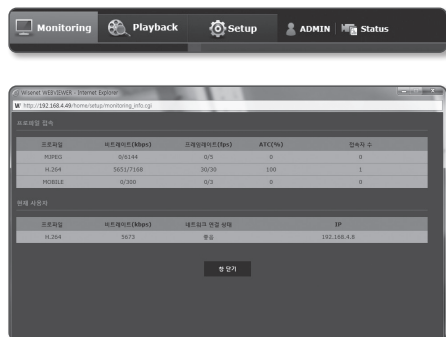 Monitoring Playback Setup ADMIN Status
Wisenet WEBVIEWER - Internet Explorer
http://192.168.4.49/home/setup/monitoring_info.cgi
프로파일 접속
프로파일 비트레이트(kbps) 프레임레이트(fps) ATC(%) 접속자 수
MJPEG 0/6144 0/5 0 0
H.264 5651/7168 30/30 100 1
MOBILE 0/300 0/3 0 0
현재 사용자
프로파일 비트레이트(kbps) 네트워크 연결 상태 IP
H.264 5673 좋음 192.168.4.8
창 닫기